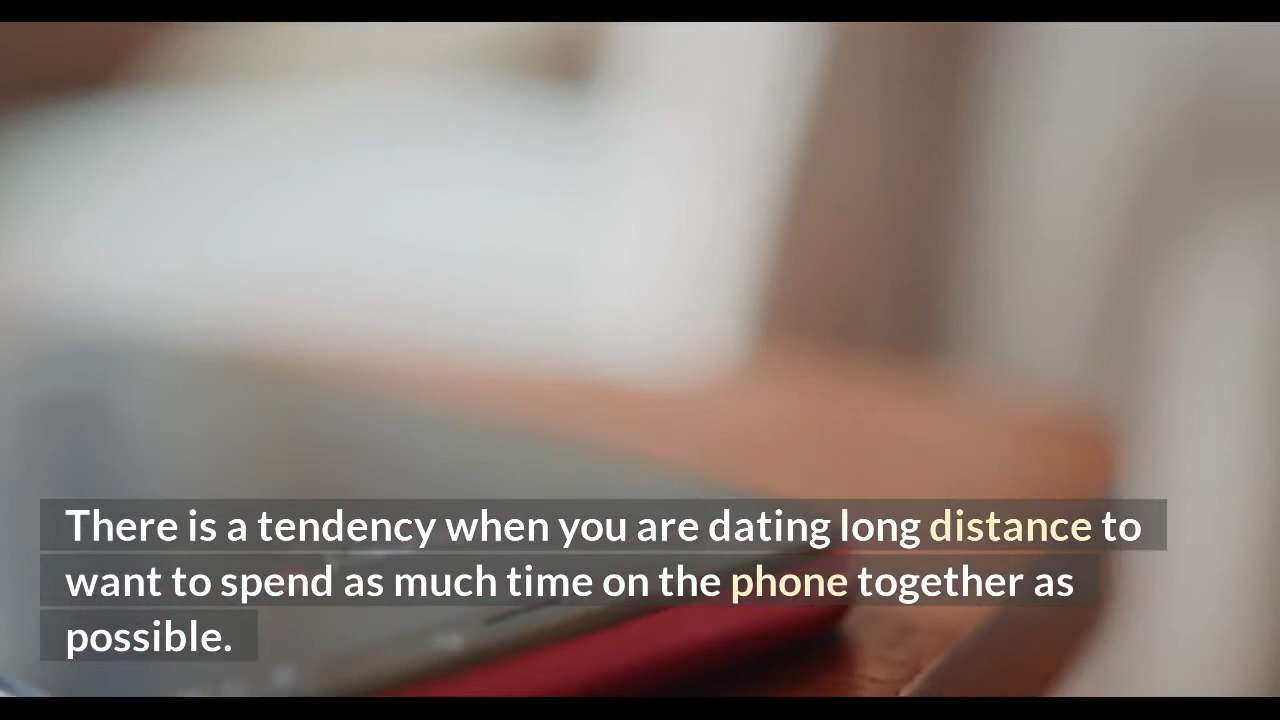 There is a tendency when you are dating long distance to
want to spend as much time on the phone together as
possible.